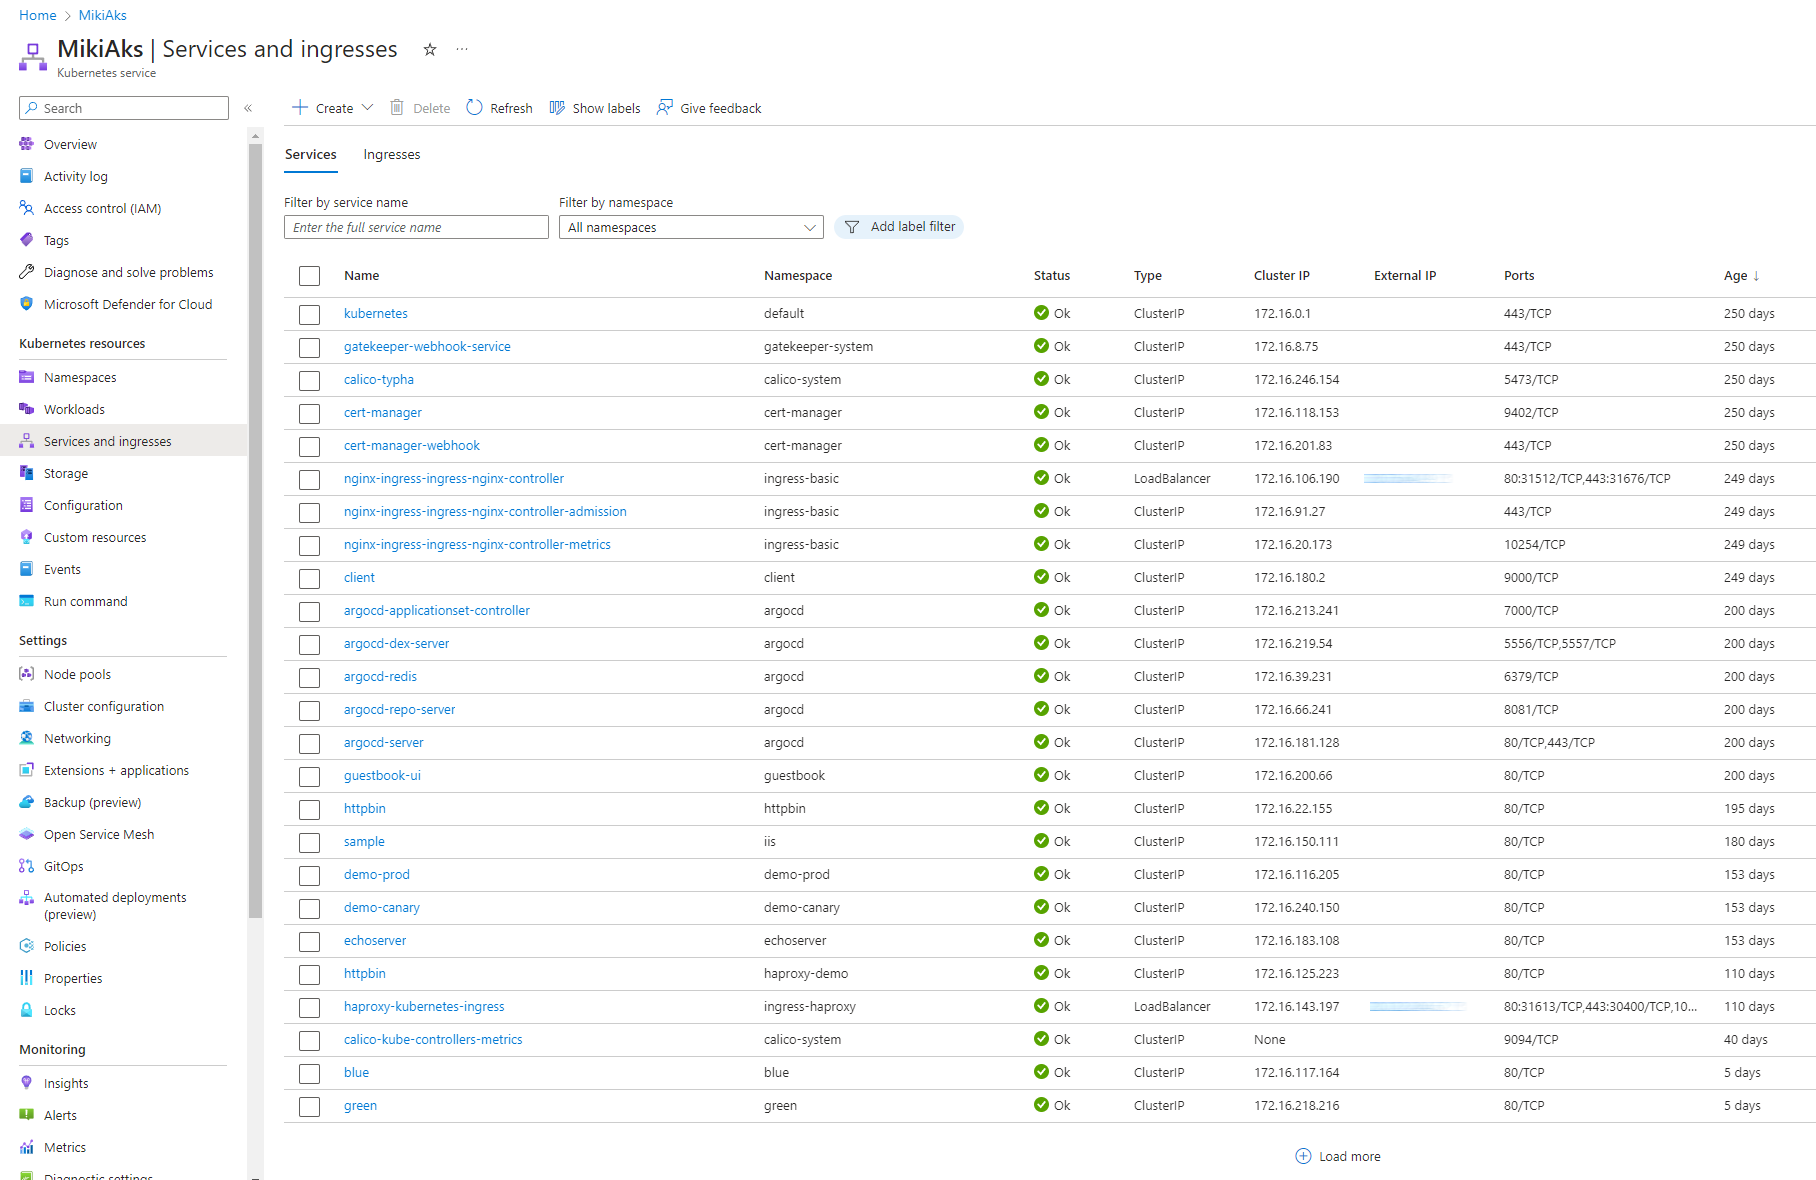 Home > MikiAks
MikiAks | Services and ingresses
Kubernetes service
Search
Overview
Activity log
Access control (IAM)
Tags
Diagnose and solve problems
Microsoft Defender for Cloud
Kubernetes resources
Namespaces
Workloads
Services and ingresses
Storage
Configuration
Custom resources
Events
Run command
Settings
Node pools
Cluster configuration
Networking
Extensions + applications
Backup (preview)
Open Service Mesh
GitOps
Automated deployments
(preview)
Policies
Properties
Locks
Monitoring
Insights
Alerts
Metrics
Diagnostic settings
Create Delete Refresh Show labels Give feedback
Services Ingresses
Filter by service name Filter by namespace
Enter the full service name All namespaces Add label filter
Name Namespace Status Type Cluster IP External IP Ports Age ↓
kubernetes default Ok ClusterIP 172.16.0.1 443/TCP 250 days
gatekeeper-webhook-service gatekeeper-system Ok ClusterIP 172.16.8.75 443/TCP 250 days
calico-typha calico-system Ok ClusterIP 172.16.246.154 5473/TCP 250 days
cert-manager cert-manager Ok ClusterIP 172.16.118.153 9402/TCP 250 days
cert-manager-webhook cert-manager Ok ClusterIP 172.16.201.83 443/TCP 250 days
nginx-ingress-ingress-nginx-controller ingress-basic Ok LoadBalancer 172.16.106.190 80:31512/TCP,443:31676/TCP 249 days
nginx-ingress-ingress-nginx-controller-admission ingress-basic Ok ClusterIP 172.16.91.27 443/TCP 249 days
nginx-ingress-ingress-nginx-controller-metrics ingress-basic Ok ClusterIP 172.16.20.173 10254/TCP 249 days
client client Ok ClusterIP 172.16.180.2 9000/TCP 249 days
argocd-applicationset-controller argocd Ok ClusterIP 172.16.213.241 7000/TCP 200 days
argocd-dex-server argocd Ok ClusterIP 172.16.219.54 5556/TCP,5557/TCP 200 days
argocd-redis argocd Ok ClusterIP 172.16.39.231 6379/TCP 200 days
argocd-repo-server argocd Ok ClusterIP 172.16.66.241 8081/TCP 200 days
argocd-server argocd Ok ClusterIP 172.16.181.128 80/TCP,443/TCP 200 days
guestbook-ui guestbook Ok ClusterIP 172.16.200.66 80/TCP 200 days
httpbin httpbin Ok ClusterIP 172.16.22.155 80/TCP 195 days
sample iis Ok ClusterIP 172.16.150.111 80/TCP 180 days
demo-prod demo-prod Ok ClusterIP 172.16.116.205 80/TCP 153 days
demo-canary demo-canary Ok ClusterIP 172.16.240.150 80/TCP 153 days
echoserver echoserver Ok ClusterIP 172.16.183.108 80/TCP 153 days
httpbin haproxy-demo Ok ClusterIP 172.16.125.223 80/TCP 110 days
haproxy-kubernetes-ingress ingress-haproxy Ok LoadBalancer 172.16.143.197 80:31613/TCP,443:30400/TCP,10... 110 days
calico-kube-controllers-metrics calico-system Ok ClusterIP None 9094/TCP 40 days
blue blue Ok ClusterIP 172.16.117.164 80/TCP 5 days
green green Ok ClusterIP 172.16.218.216 80/TCP 5 days
Load more